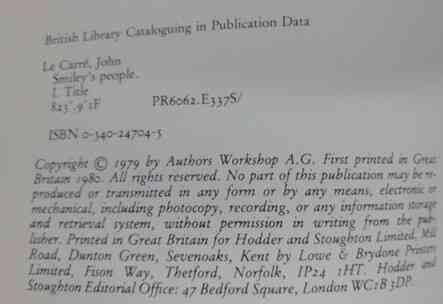 British Library Cataloguing in Publication Data
Le Carré, John
Smiley's people.
I. Title
823'.9'1F PR6062.E337S/
ISBN 0-340-24704-5
Copyright © 1979 by Authors Workshop A.G. First printed in Great
Britain 1980. All rights reserved. No part of this publication may be re-
produced or transmitted in any form or by any means, electronic or
mechanical, including photocopy, recording, or any information storage
and retrieval system, without permission in writing from the pub-
lisher. Printed in Great Britain for Hodder and Stoughton Limited, Mill
Road, Dunton Green, Sevenoaks, Kent by Lowe & Brydone Printers
Limited, Fison Way, Thetford, Norfolk, IP24 1HT. Hodder and
Stoughton Editorial Office: 47 Bedford Square, London WC1B 3DP.